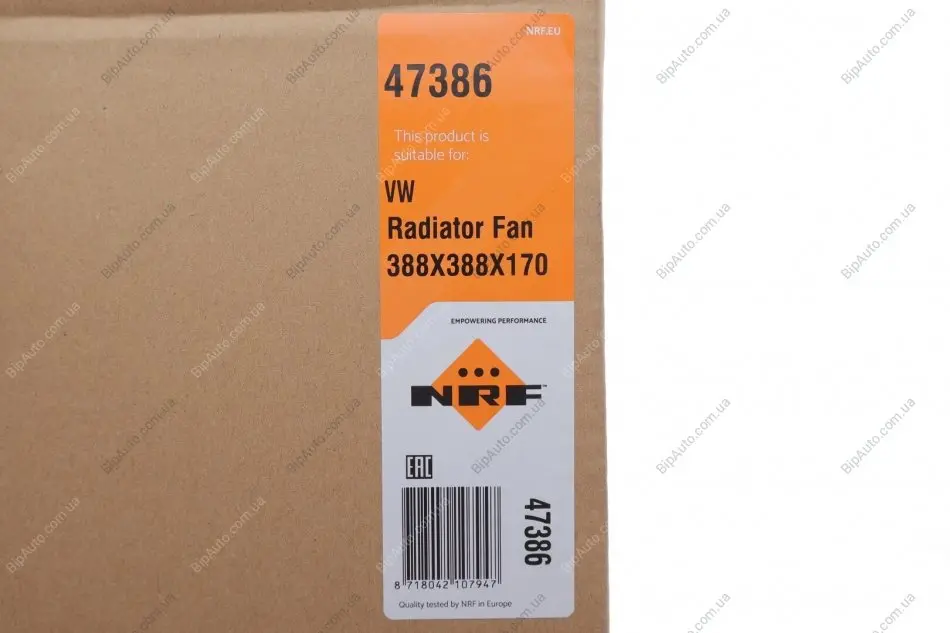 NRF.EU
47386
This product is
suitable for:
VW
Radiator Fan
388X388X170
EMPOWERING PERFORMANCE
NRF™
EAC
47386
8 718042 107947
Quality tested by NRF in Europe
BipAuto.com.ua